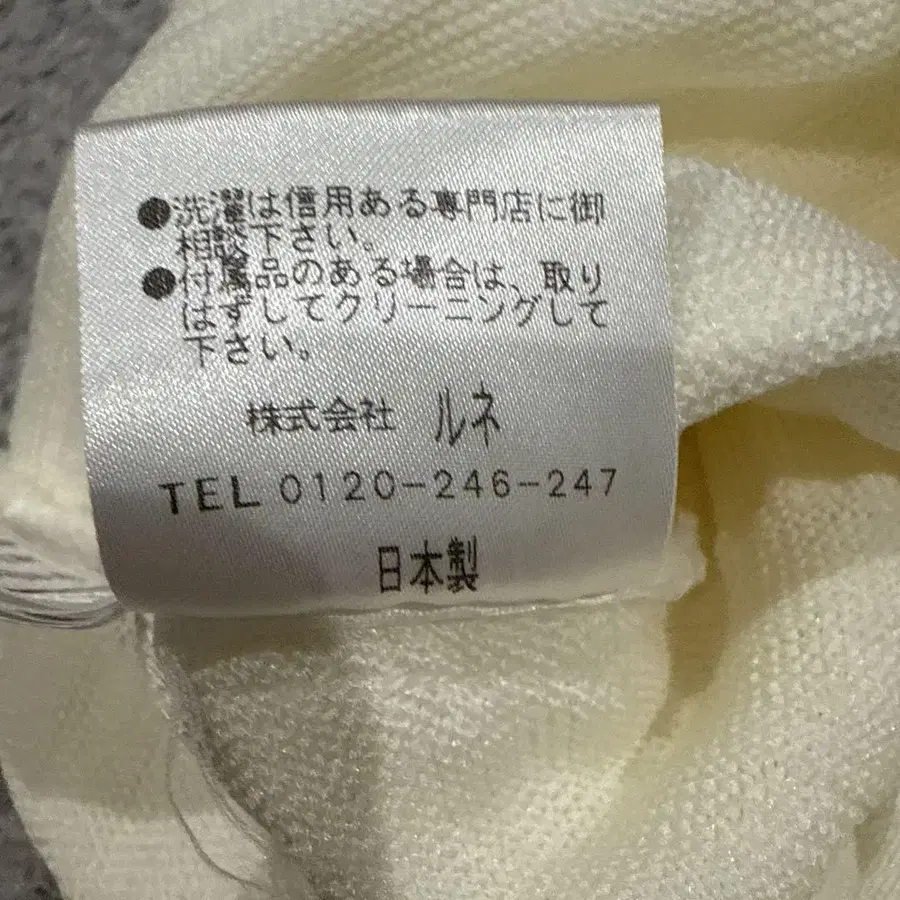 ●洗濯は信用ある専門店に御
相談下さい。
●付属品のある場合は、取り
はずしてクリーニングして
下さい。
株式会社 ルネ
TEL 0120-246-247
日本製